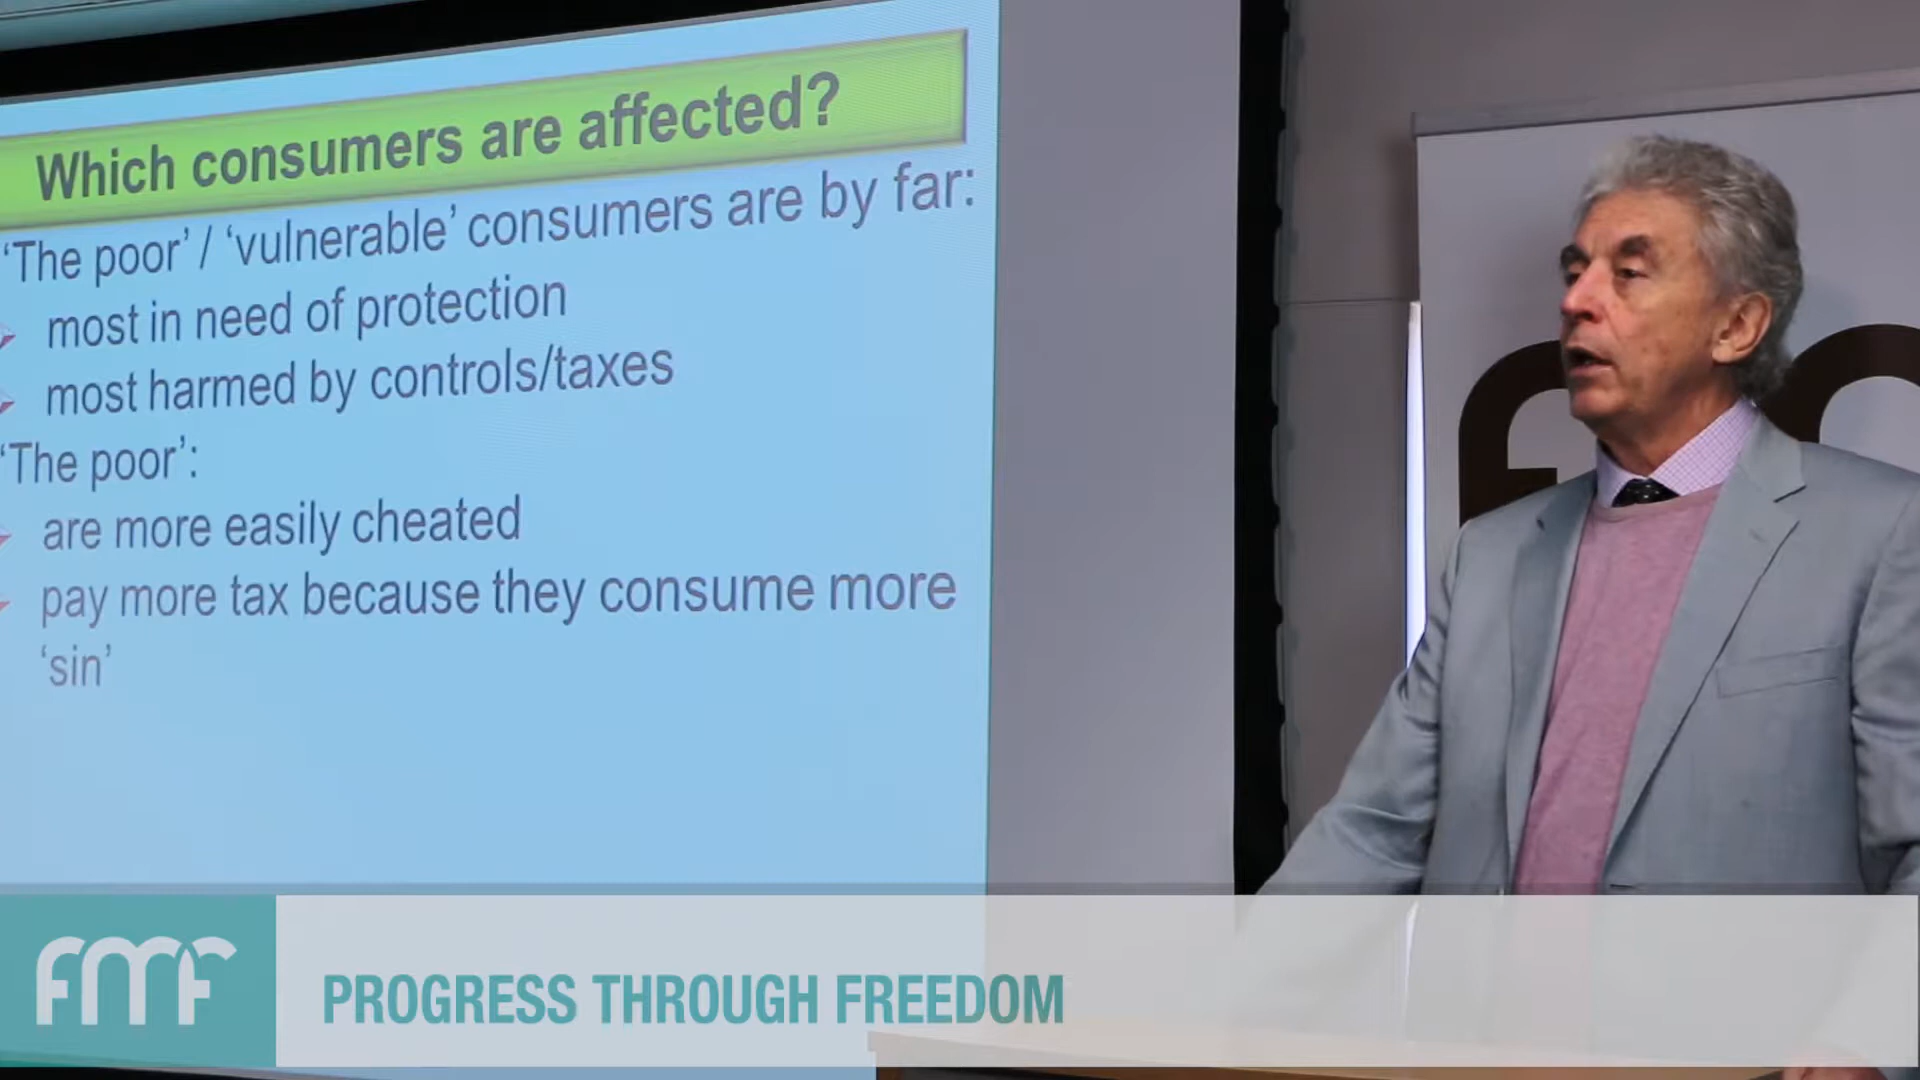 Which consumers are affected?
‘The poor’ / ‘vulnerable’ consumers are by far:
most in need of protection
most harmed by controls/taxes
‘The poor’:
are more easily cheated
pay more tax because they consume more
‘sin’
fmf
PROGRESS THROUGH FREEDOM